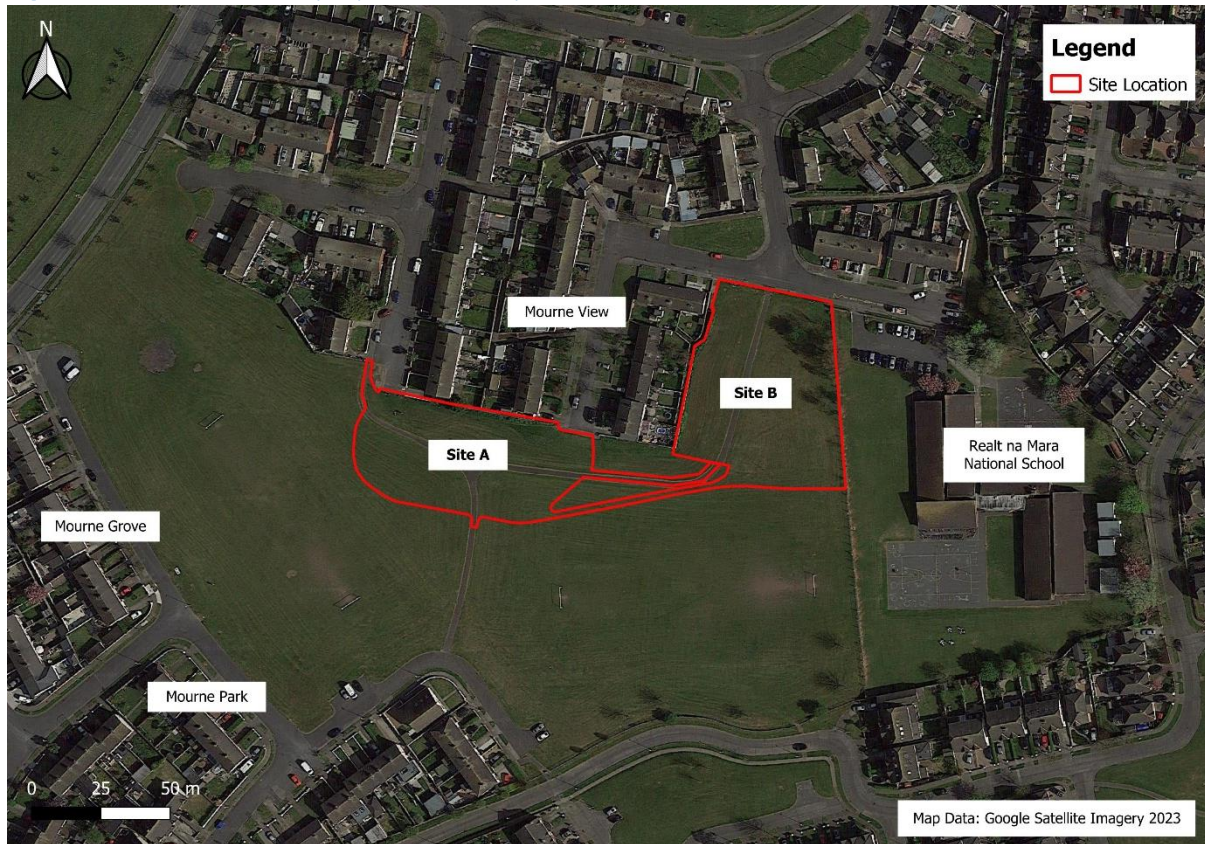 N
Legend
Site Location
Mourne View
Site B
Site A
Realt na Mara
National School
Mourne Grove
Mourne Park
0 25 50 m
Map Data: Google Satellite Imagery 2023